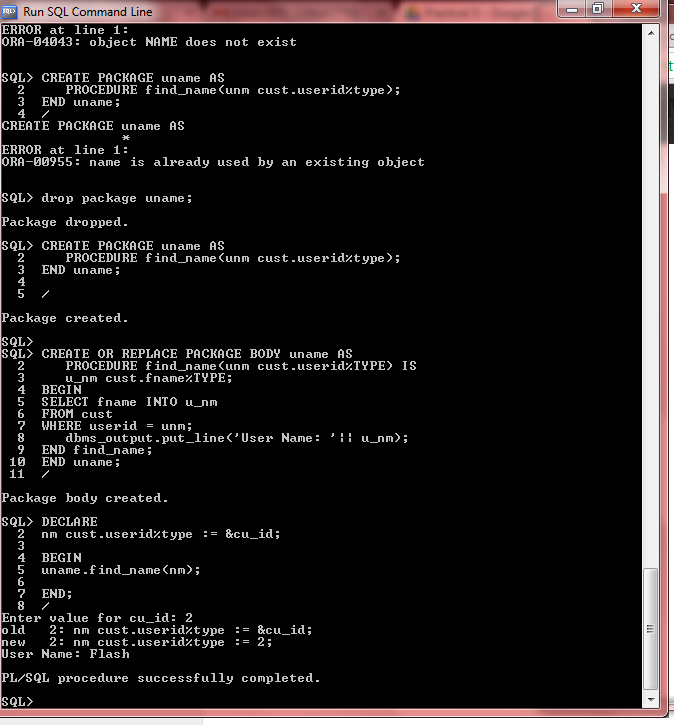 Run SQL Command Line
ERROR at line 1:
ORA-04043: object NAME does not exist
SQL> CREATE PACKAGE uname AS
  2     PROCEDURE find_name(unm cust.userid%type);
  3  END uname;
  4  /
CREATE PACKAGE uname AS
               *
ERROR at line 1:
ORA-00955: name is already used by an existing object
SQL> drop package uname;
Package dropped.
SQL> CREATE PACKAGE uname AS
  2     PROCEDURE find_name(unm cust.userid%type);
  3  END uname;
  4
  5  /
Package created.
SQL>
SQL> CREATE OR REPLACE PACKAGE BODY uname AS
  2     PROCEDURE find_name(unm cust.userid%TYPE) IS
  3     u_nm cust.fname%TYPE;
  4  BEGIN
  5  SELECT fname INTO u_nm
  6  FROM cust
  7  WHERE userid = unm;
  8     dbms_output.put_line('User Name: '|| u_nm);
  9  END find_name;
 10  END uname;
 11  /
Package body created.
SQL> DECLARE
  2  nm cust.userid%type := &cu_id;
  3
  4  BEGIN
  5  uname.find_name(nm);
  6
  7  END;
  8  /
Enter value for cu_id: 2
old   2: nm cust.userid%type := &cu_id;
new   2: nm cust.userid%type := 2;
User Name: Flash
PL/SQL procedure successfully completed.
SQL>